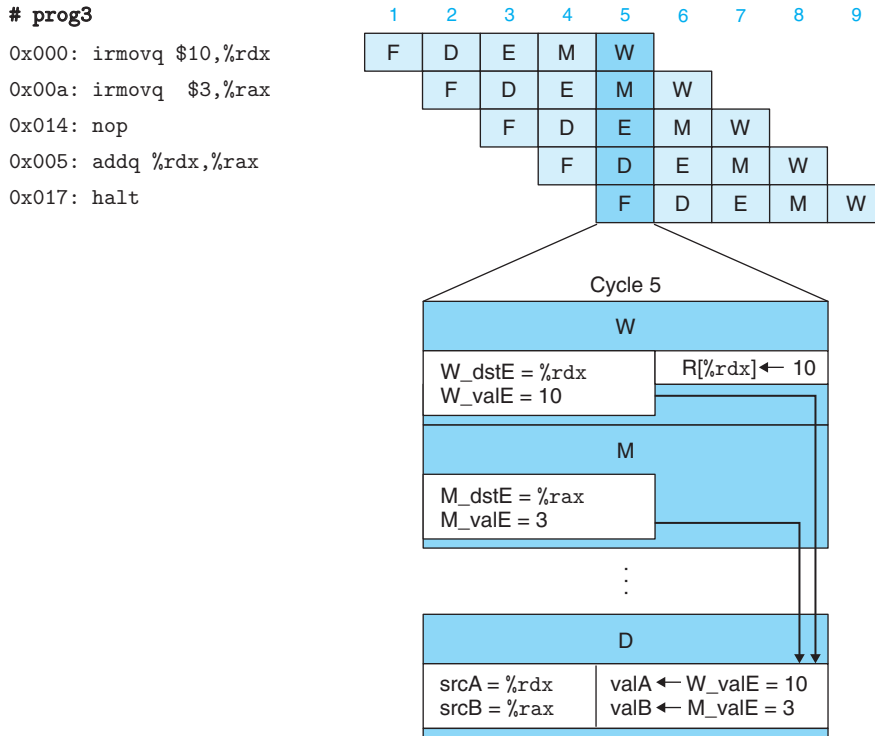 # prog3
1 2 3 4 5 6 7 8 9
0x000: irmovq $10,%rdx F D E M W
0x00a: irmovq $3,%rax F D E M W
0x014: nop F D E M W
0x005: addq %rdx,%rax F D E M W
0x017: halt F D E M W
Cycle 5
W
W_dstE = %rdx
W_valE = 10
R[%rdx] ← 10
M
M_dstE = %rax
M_valE = 3
⋮
D
srcA = %rdx
srcB = %rax
valA ← W_valE = 10
valB ← M_valE = 3